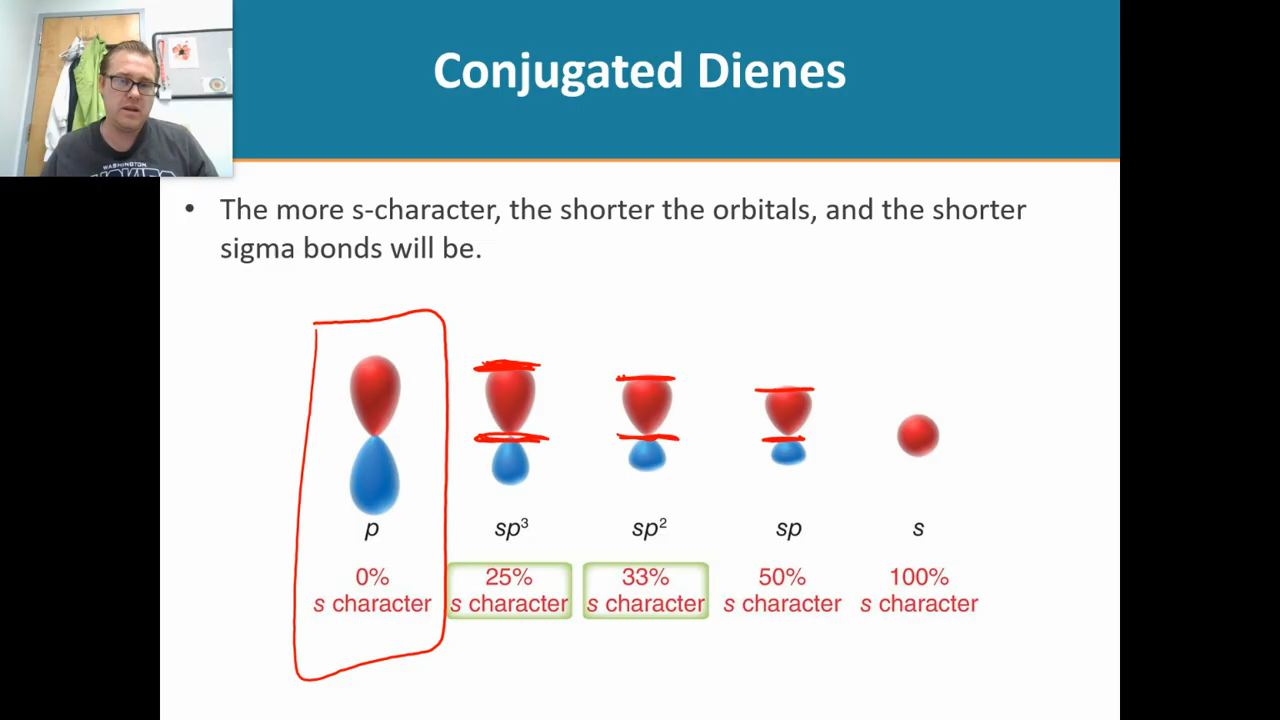 Conjugated Dienes
WASHINGTON
• The more s-character, the shorter the orbitals, and the shorter
sigma bonds will be.
p sp³ sp² sp s
0% 25% 33% 50% 100%
s character s character s character s character s character